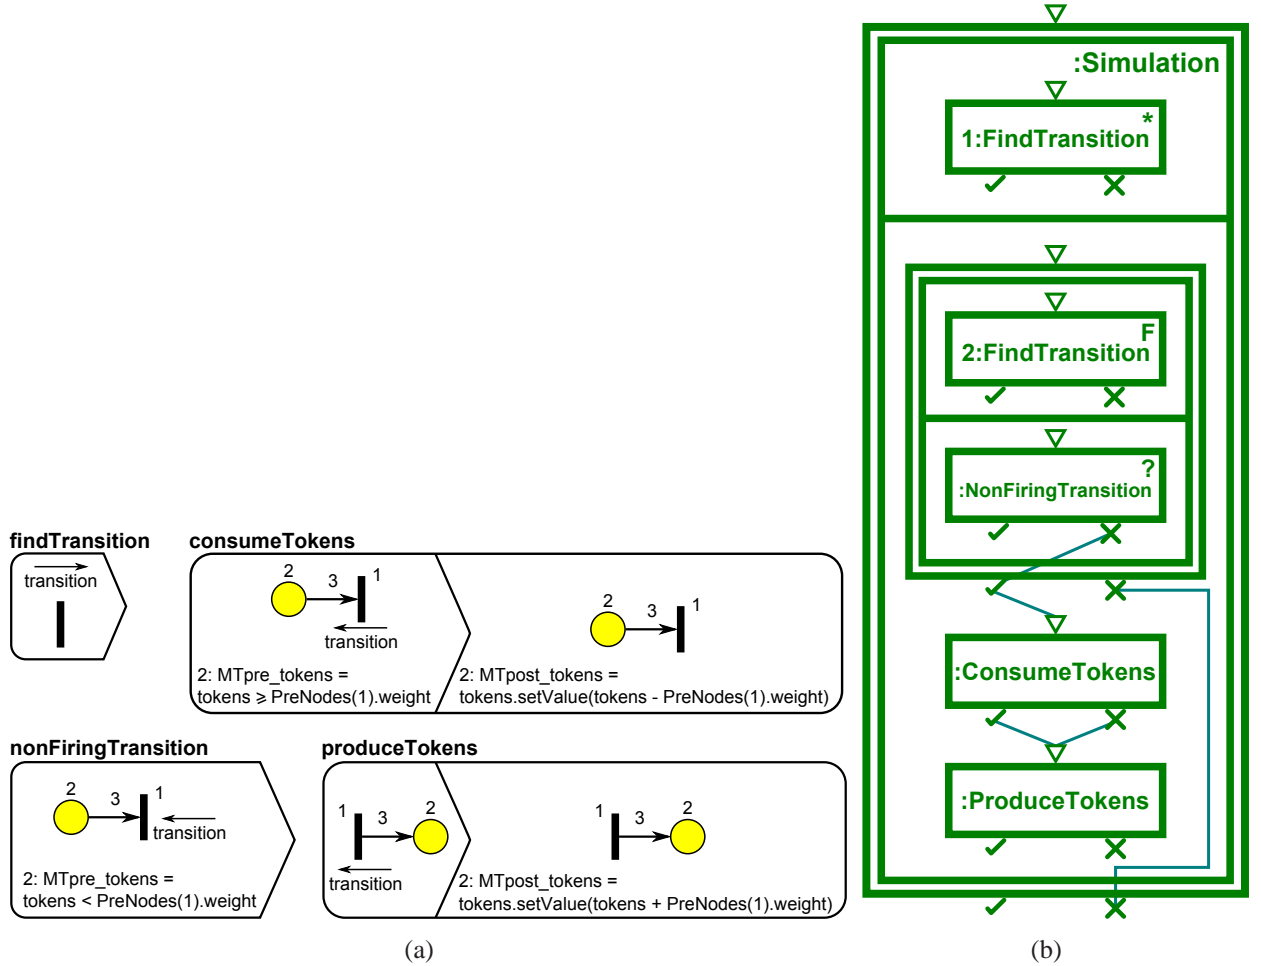 findTransition
transition
consumeTokens
2
3
1
transition
2: MTpre_tokens =
tokens ⩾ PreNodes(1).weight
2
3
1
2: MTpost_tokens =
tokens.setValue(tokens - PreNodes(1).weight)
nonFiringTransition
2
3
1
transition
2: MTpre_tokens =
tokens < PreNodes(1).weight
produceTokens
1
3
2
transition
1
3
2
2: MTpost_tokens =
tokens.setValue(tokens + PreNodes(1).weight)
(a)
:Simulation
*
1:FindTransition
F
2:FindTransition
?
:NonFiringTransition
:ConsumeTokens
:ProduceTokens
(b)